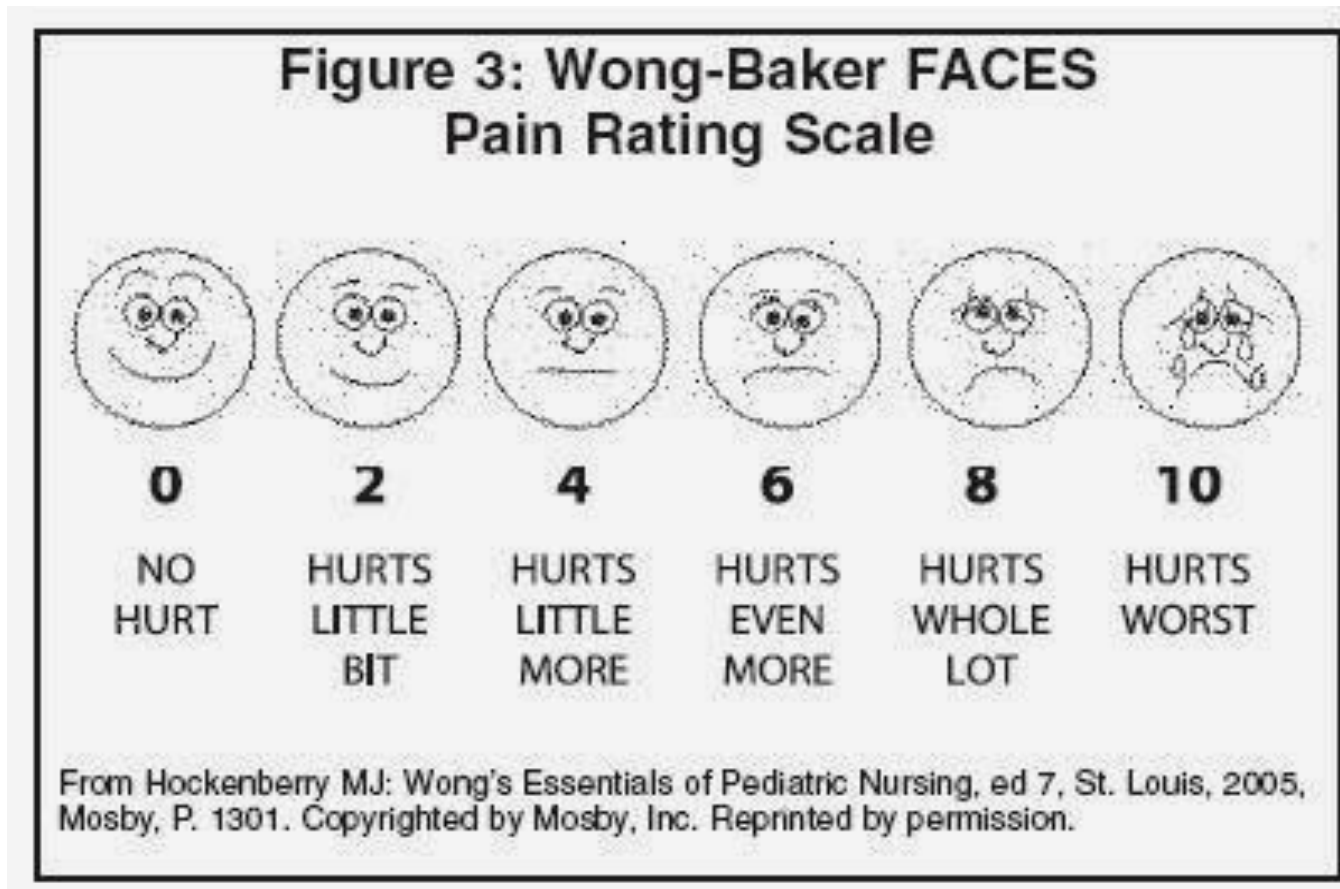 Figure 3: Wong-Baker FACES
Pain Rating Scale
0 2 4 6 8 10
NO HURTS HURTS HURTS HURTS HURTS
HURT LITTLE LITTLE EVEN WHOLE WORST
BIT MORE MORE LOT
From Hockenberry MJ: Wong's Essentials of Pediatric Nursing, ed 7, St. Louis, 2005,
Mosby, P. 1301. Copyrighted by Mosby, Inc. Reprinted by permission.